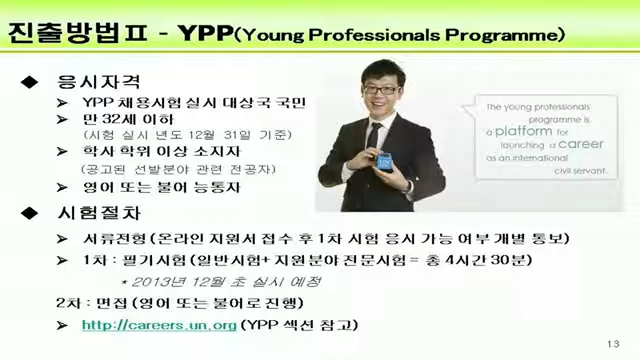 진출방법Ⅱ - YPP(Young Professionals Programme)
◆ 응시자격
➢ YPP 채용시험 실시 대상국 국민
➢ 만 32세 이하
(시험 실시 년도 12월 31일 기준)
➢ 학사 학위 이상 소지자
(공고된 선발분야 관련 전공자)
➢ 영어 또는 불어 능통자
The young professionals
programme is
a platform for
launching a career
as an international
civil servant.
UN
◆ 시험절차
➢ 서류전형 (온라인 지원서 접수 후 1차 시험 응시 가능 여부 개별 통보)
➢ 1차 : 필기시험 (일반시험+ 지원분야 전문시험 = 총 4시간 30분)
* 2013년 12월 초 실시 예정
2차 : 면접 (영어 또는 불어로 진행)
➢ http://careers.un.org (YPP 섹션 참고)
13